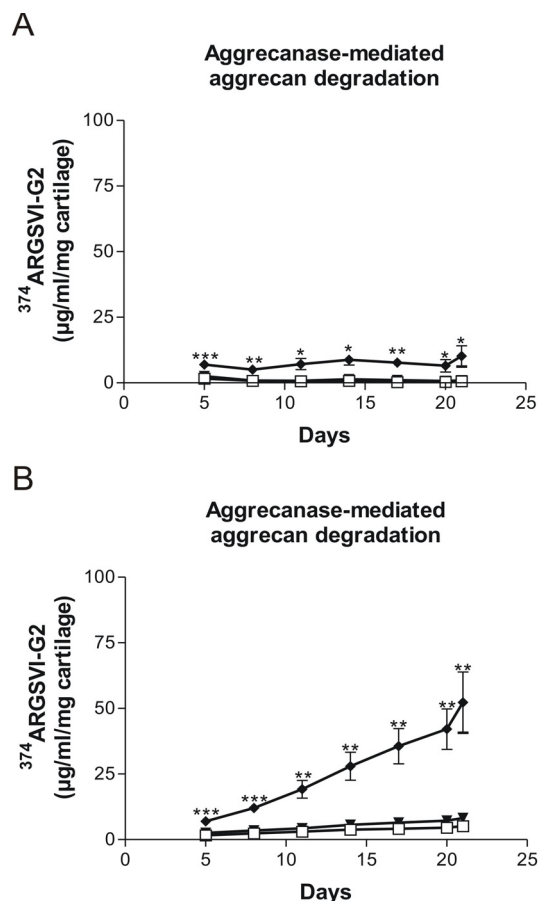 A
Aggrecanase-mediated
aggrecan degradation
100
75
50
25
0
374ARGSVI-G2
(µg/ml/mg cartilage)
*** ** * * ** * *
0 5 10 15 20 25
Days
B
Aggrecanase-mediated
aggrecan degradation
100
75
50
25
0
374ARGSVI-G2
(µg/ml/mg cartilage)
*** *** ** ** ** ** **
0 5 10 15 20 25
Days